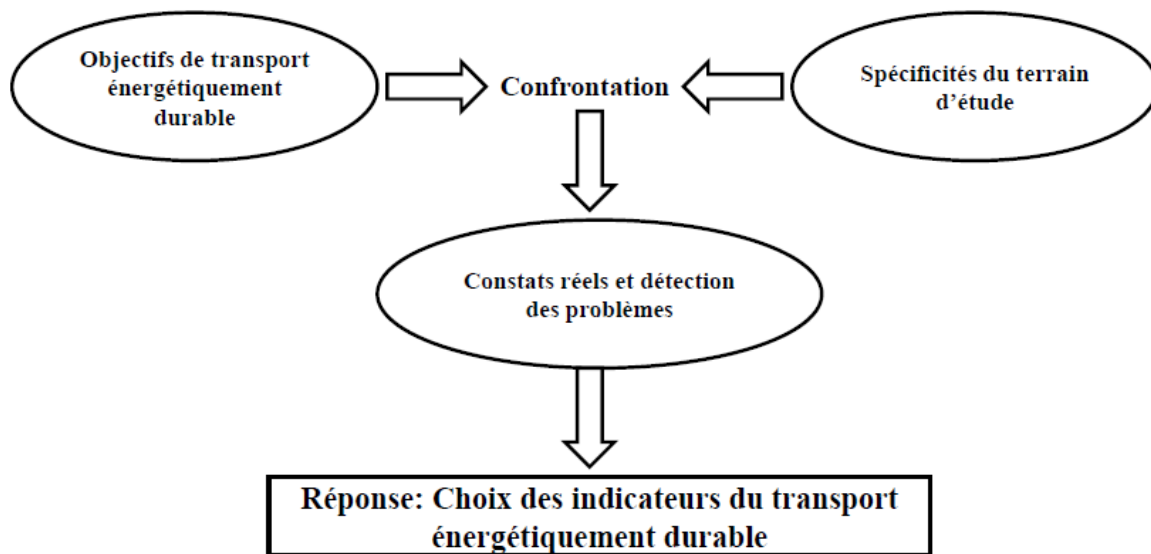 Objectifs de transport
énergétiquement
durable
Confrontation
Spécificités du terrain
d'étude
Constats réels et détection
des problèmes
Réponse: Choix des indicateurs du transport
énergétiquement durable